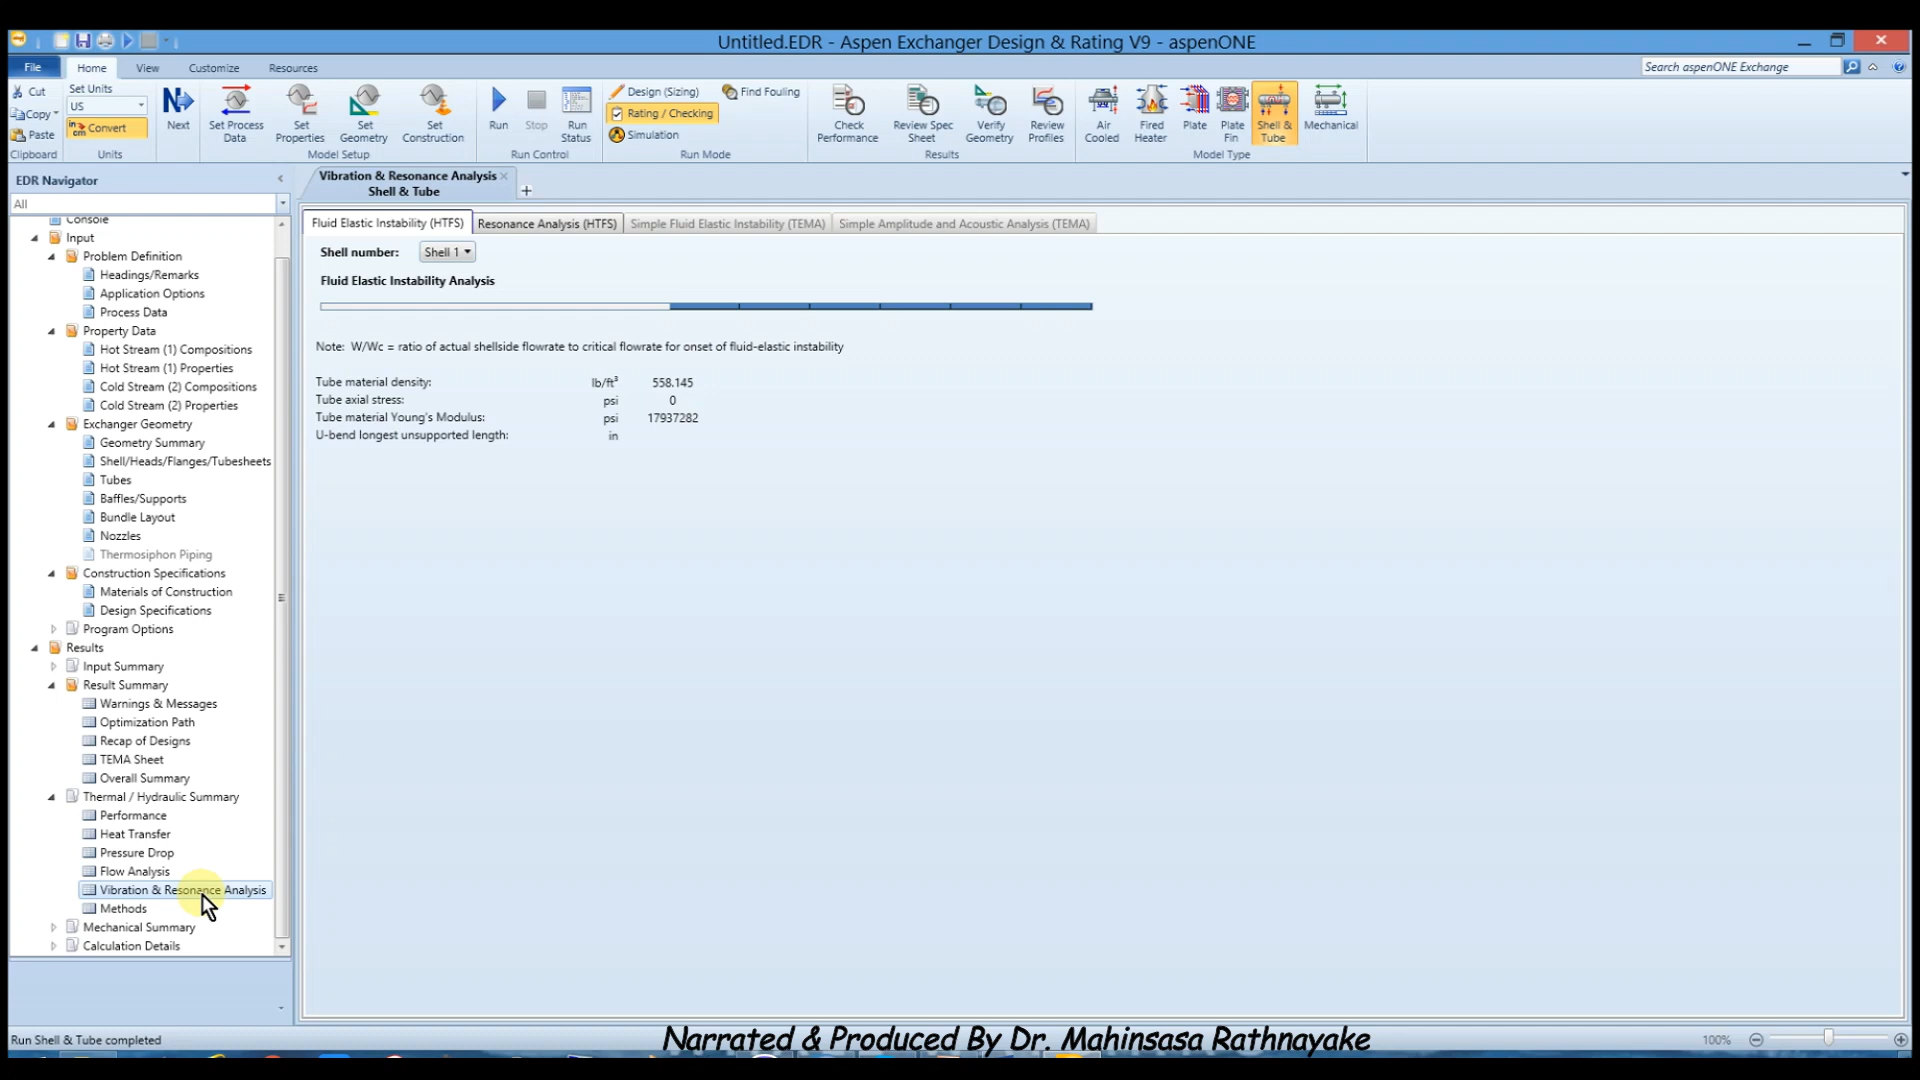 Untitled.EDR - Aspen Exchanger Design & Rating V9 - aspenONE
File
Home
View
Customize
Resources
Search aspenONE Exchange
Cut
Copy
Paste
Clipboard
Set Units
US
Convert
Units
Next
Set Process Data
Set Properties
Set Geometry
Set Construction
Model Setup
Run
Stop
Run Status
Run Control
Design (Sizing)
Rating / Checking
Simulation
Find Fouling
Run Mode
Check Performance
Review Spec Sheet
Verify Geometry
Review Profiles
Results
Air Cooled
Fired Heater
Plate
Plate Fin
Shell & Tube
Mechanical
Model Type
EDR Navigator
All
Console
Input
Problem Definition
Headings/Remarks
Application Options
Process Data
Property Data
Hot Stream (1) Compositions
Hot Stream (1) Properties
Cold Stream (2) Compositions
Cold Stream (2) Properties
Exchanger Geometry
Geometry Summary
Shell/Heads/Flanges/Tubesheets
Tubes
Baffles/Supports
Bundle Layout
Nozzles
Thermosiphon Piping
Construction Specifications
Materials of Construction
Design Specifications
Program Options
Results
Input Summary
Result Summary
Warnings & Messages
Optimization Path
Recap of Designs
TEMA Sheet
Overall Summary
Thermal / Hydraulic Summary
Performance
Heat Transfer
Pressure Drop
Flow Analysis
Vibration & Resonance Analysis
Methods
Mechanical Summary
Calculation Details
Vibration & Resonance Analysis
Shell & Tube
Fluid Elastic Instability (HTFS)
Resonance Analysis (HTFS)
Simple Fluid Elastic Instability (TEMA)
Simple Amplitude and Acoustic Analysis (TEMA)
Shell number: Shell 1
Fluid Elastic Instability Analysis
Note: W/Wc = ratio of actual shellside flowrate to critical flowrate for onset of fluid-elastic instability
Tube material density: lb/ft³ 558.145
Tube axial stress: psi 0
Tube material Young's Modulus: psi 17937282
U-bend longest unsupported length: in
Run Shell & Tube completed
Narrated & Produced By Dr. Mahinsasa Rathnayake
100%